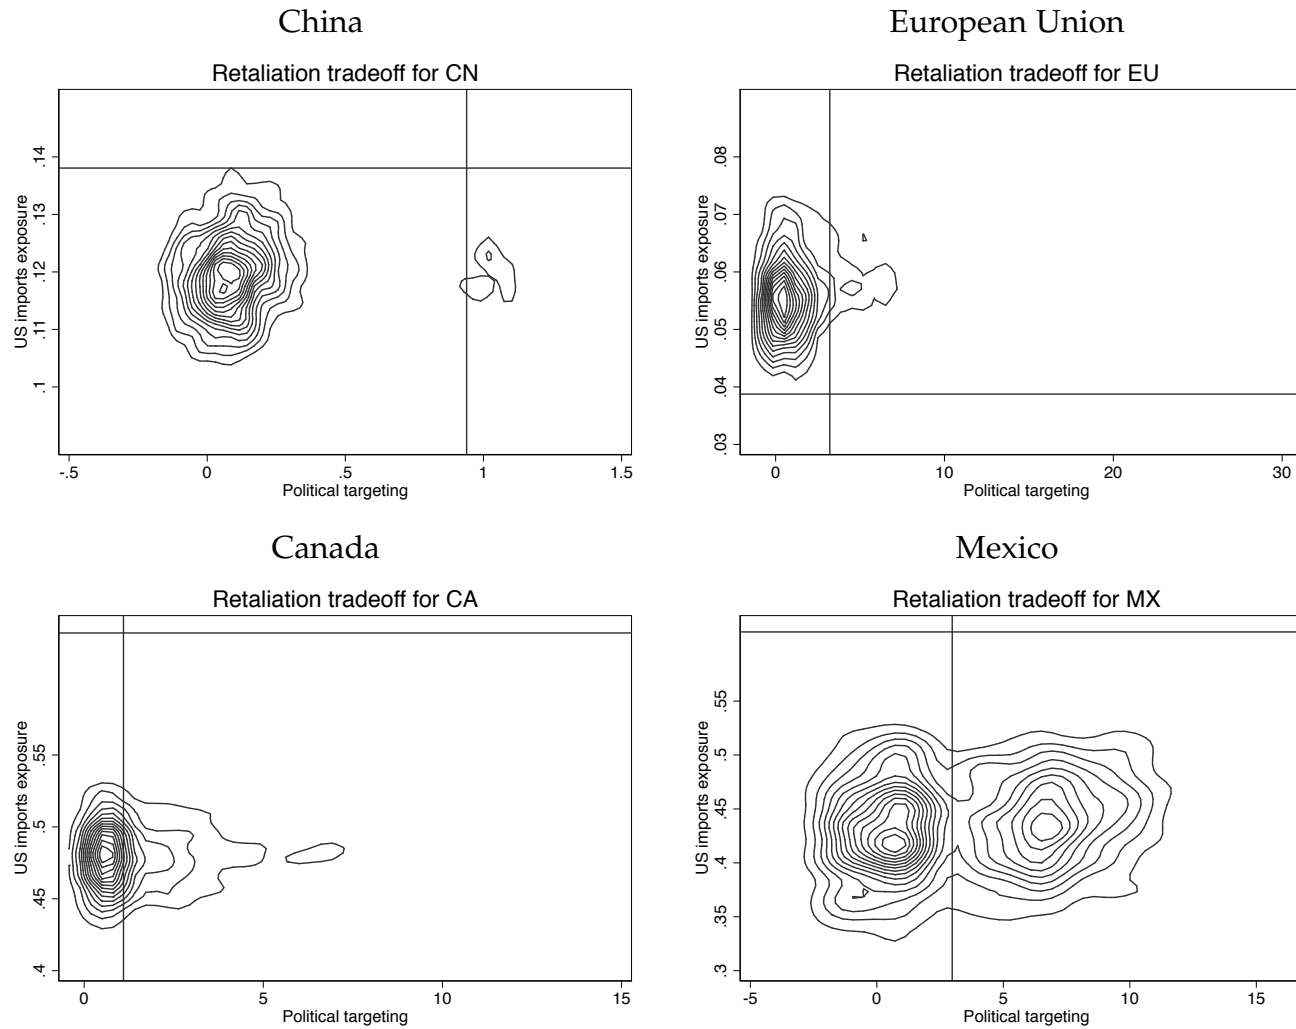 China
Retaliation tradeoff for CN
US imports exposure
.14
.13
.12
.11
.1
-.5 0 .5 1 1.5
Political targeting
European Union
Retaliation tradeoff for EU
US imports exposure
.08
.07
.06
.05
.04
.03
0 10 20 30
Political targeting
Canada
Retaliation tradeoff for CA
US imports exposure
.55
.5
.45
.4
0 5 10 15
Political targeting
Mexico
Retaliation tradeoff for MX
US imports exposure
.55
.5
.45
.4
.35
.3
-5 0 5 10 15
Political targeting